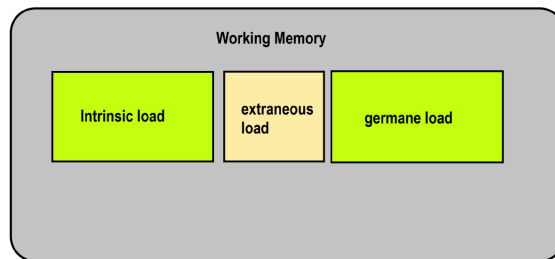 Working Memory
Intrinsic load
extraneous
load
germane load